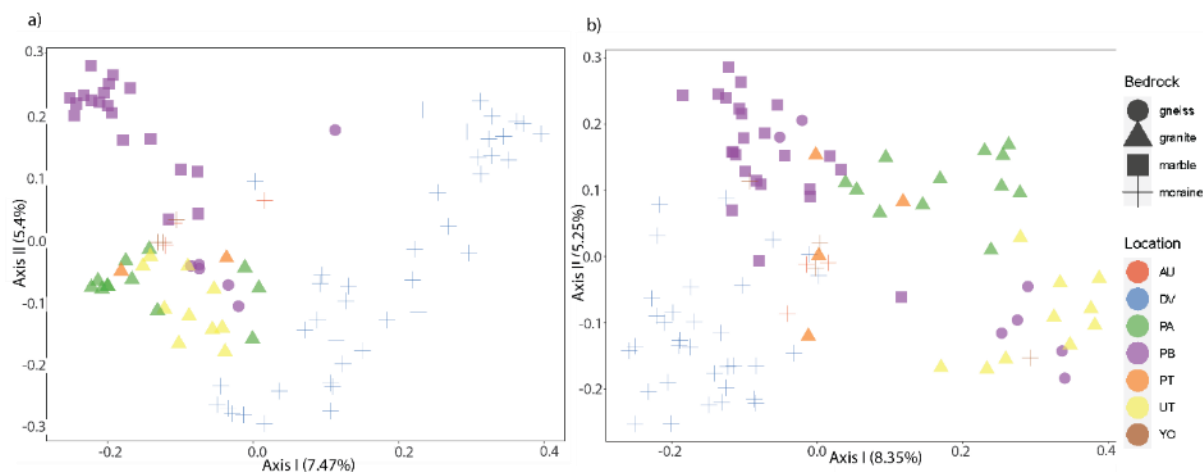 a)
b)
0.3
0.2
0.1
0.0
-0.1
-0.2
-0.3
Axis II (5.4%)
-0.2
0.0
0.2
0.4
Axis I (7.47%)
0.3
0.2
0.1
0.0
-0.1
-0.2
Axis II (5.25%)
-0.2
0.0
0.2
0.4
Axis I (8.35%)
Bedrock
gneiss
granite
marble
moraine
Location
AU
DV
PA
PB
PT
UT
YO